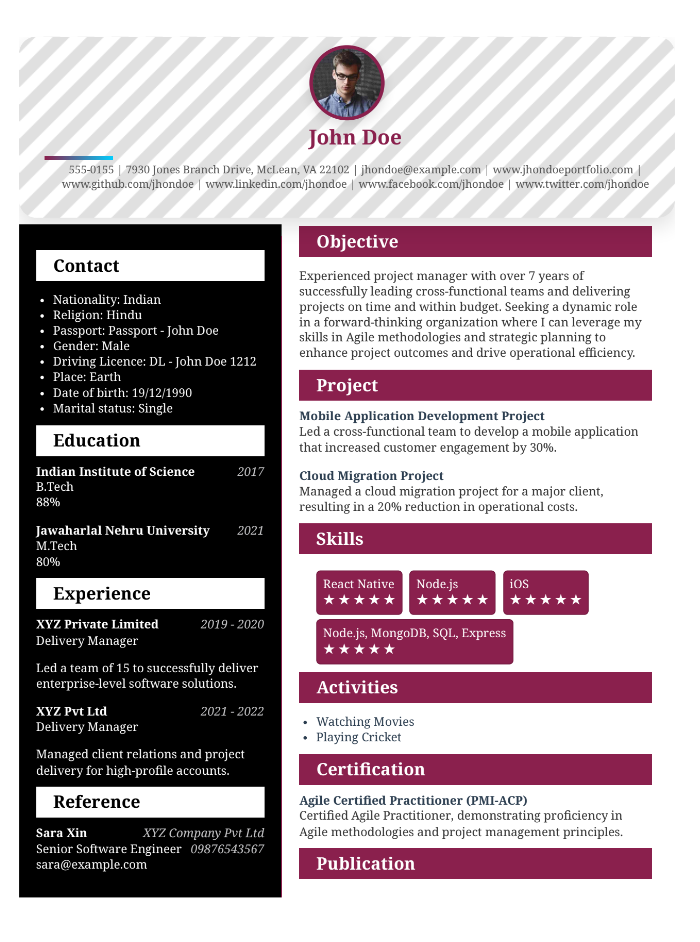 John Doe
555-0155 | 7930 Jones Branch Drive, McLean, VA 22102 | jhondoe@example.com | www.jhondoeportfolio.com |
www.github.com/jhondoe | www.linkedin.com/jhondoe | www.facebook.com/jhondoe | www.twitter.com/jhondoe
Contact
• Nationality: Indian
• Religion: Hindu
• Passport: Passport - John Doe
• Gender: Male
• Driving Licence: DL - John Doe 1212
• Place: Earth
• Date of birth: 19/12/1990
• Marital status: Single
Education
Indian Institute of Science 2017
B.Tech
88%
Jawaharlal Nehru University 2021
M.Tech
80%
Experience
XYZ Private Limited 2019 - 2020
Delivery Manager
Led a team of 15 to successfully deliver
enterprise-level software solutions.
XYZ Pvt Ltd 2021 - 2022
Delivery Manager
Managed client relations and project
delivery for high-profile accounts.
Reference
Sara Xin XYZ Company Pvt Ltd
Senior Software Engineer 09876543567
sara@example.com
Objective
Experienced project manager with over 7 years of
successfully leading cross-functional teams and delivering
projects on time and within budget. Seeking a dynamic role
in a forward-thinking organization where I can leverage my
skills in Agile methodologies and strategic planning to
enhance project outcomes and drive operational efficiency.
Project
Mobile Application Development Project
Led a cross-functional team to develop a mobile application
that increased customer engagement by 30%.
Cloud Migration Project
Managed a cloud migration project for a major client,
resulting in a 20% reduction in operational costs.
Skills
React Native Node.js iOS
★★★★★ ★★★★★ ★★★★★
Node.js, MongoDB, SQL, Express
★★★★★
Activities
• Watching Movies
• Playing Cricket
Certification
Agile Certified Practitioner (PMI-ACP)
Certified Agile Practitioner, demonstrating proficiency in
Agile methodologies and project management principles.
Publication